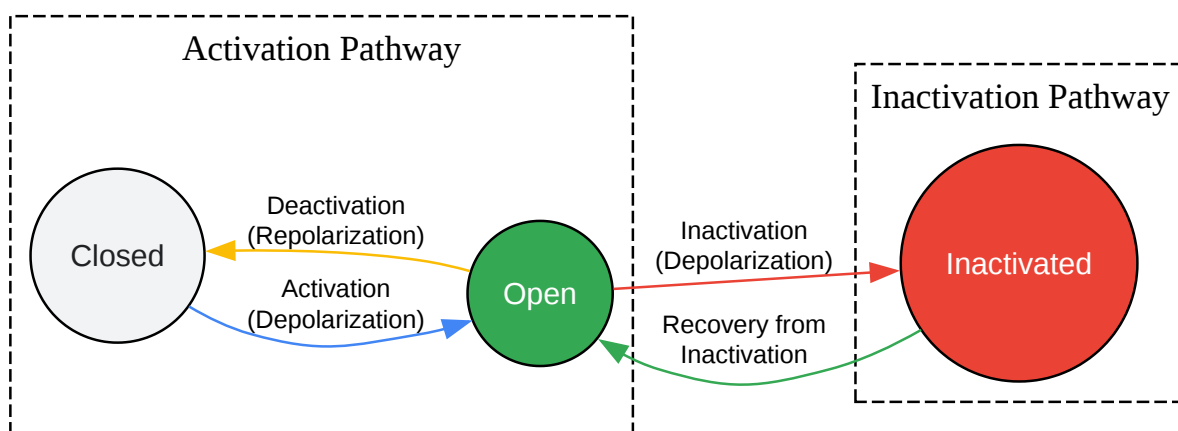 Activation Pathway
Inactivation Pathway
Deactivation
(Repolarization)
Closed
Activation
(Depolarization)
Open
Inactivation
(Depolarization)
Inactivated
Recovery from
Inactivation